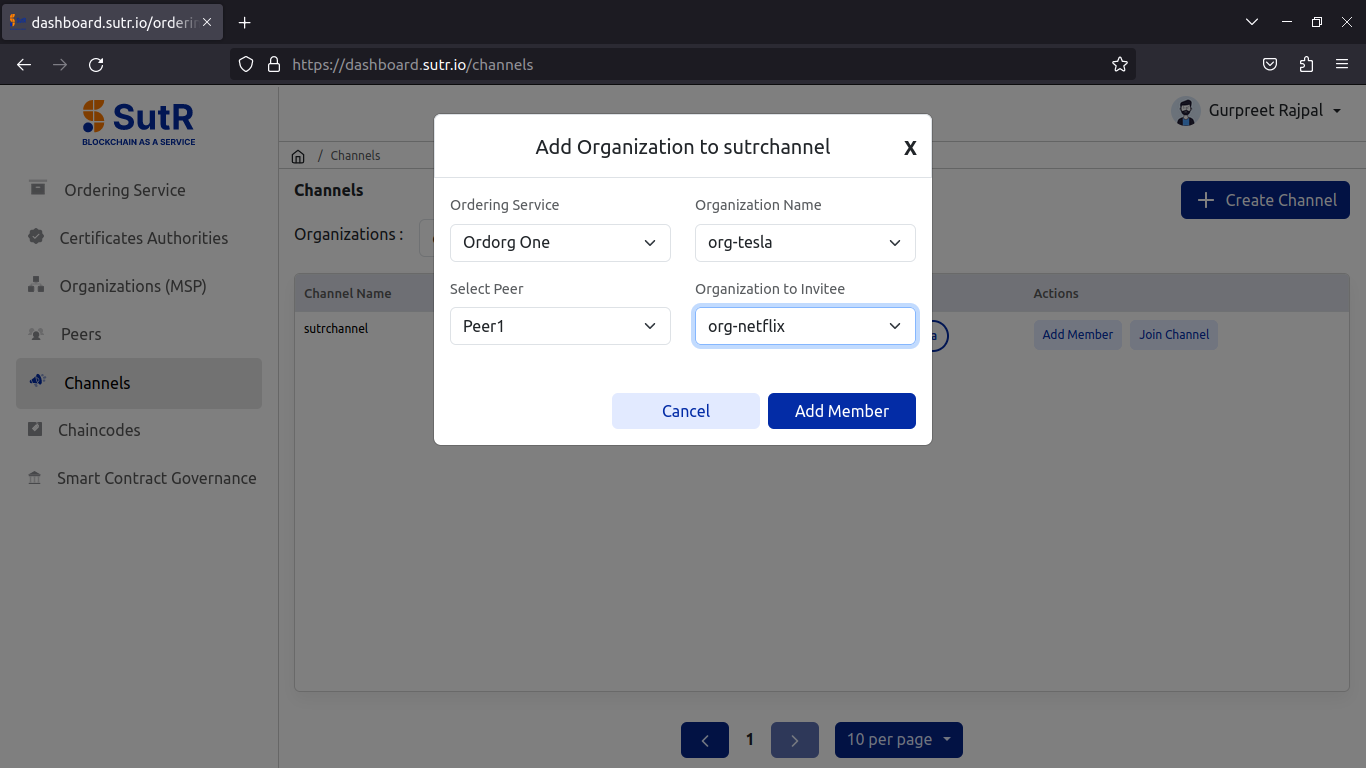 dashboard.sutr.io/orderin
https://dashboard.sutr.io/channels
SutR
BLOCKCHAIN AS A SERVICE
Gurpreet Rajpal
/ Channels
Ordering Service
Certificates Authorities
Organizations (MSP)
Peers
Channels
Chaincodes
Smart Contract Governance
Channels
Create Channel
Organizations :
Channel Name
Actions
sutrchannel
a
Add Member
Join Channel
Add Organization to sutrchannel
X
Ordering Service
Organization Name
Ordorg One
org-tesla
Select Peer
Organization to Invitee
Peer1
org-netflix
Cancel
Add Member
1
10 per page